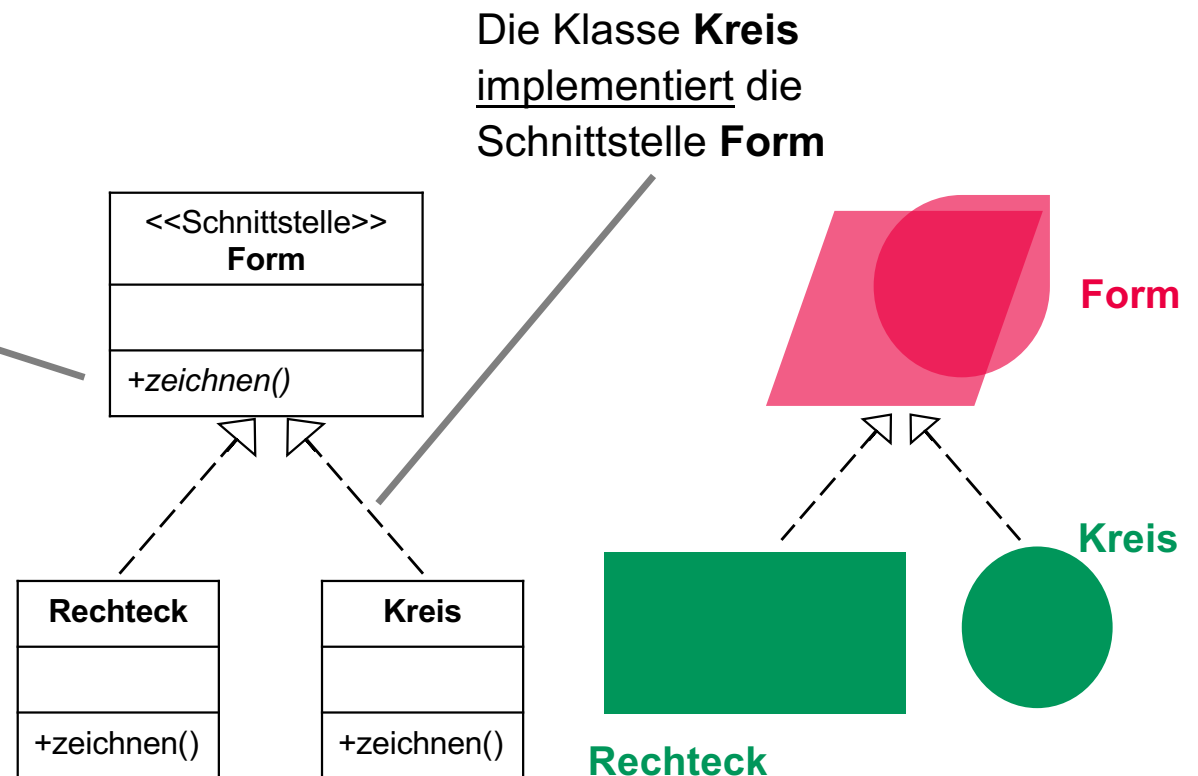 Die Klasse Kreis
implementiert die
Schnittstelle Form
<<Schnittstelle>>
Form
+zeichnen()
Rechteck
+zeichnen()
Kreis
+zeichnen()
Form
Kreis
Rechteck